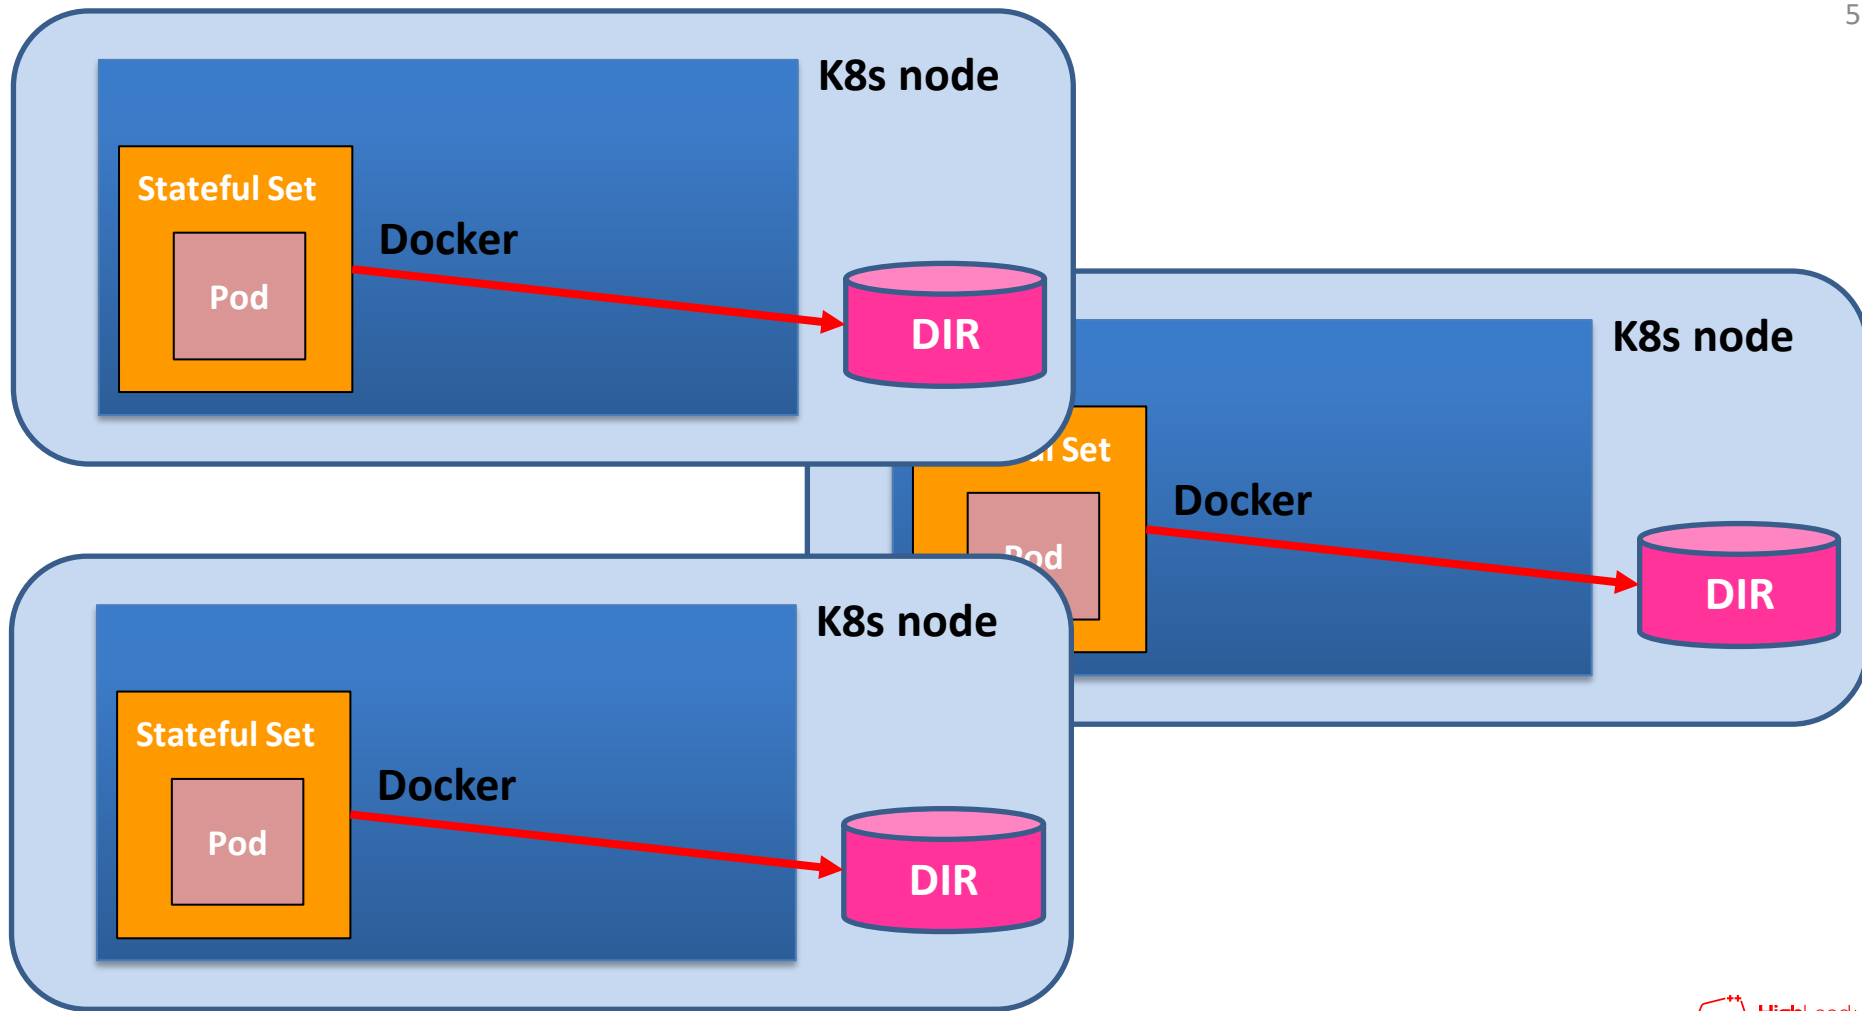 5
K8s node
Stateful Set
Docker
Pod
DIR
K8s node
Set
Docker
Pod
DIR
K8s node
Stateful Set
Docker
Pod
DIR